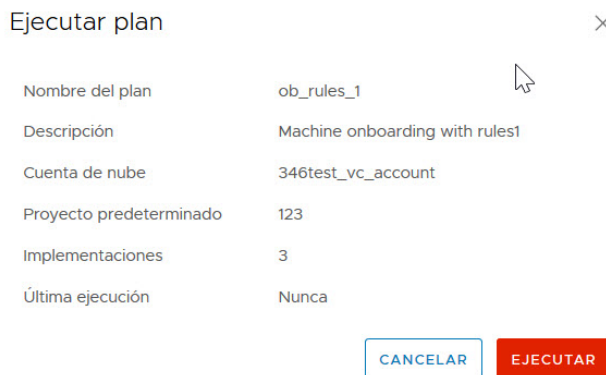 Ejecutar plan
Nombre del plan ob_rules_1
Descripción Machine onboarding with rules1
Cuenta de nube 346test_vc_account
Proyecto predeterminado 123
Implementaciones 3
Última ejecución Nunca
CANCELAR EJECUTAR